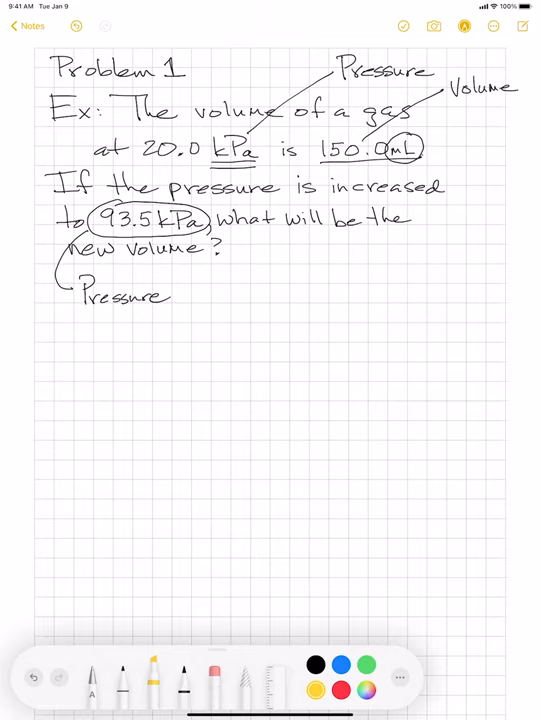 9:41 AM Tue Jan 9
100%
Notes
Problem 1
Pressure
Volume
Ex: The volume of a gas
at 20.0 kPa is 150.0 mL
If the pressure is increased
to 93.5 kPa, what will be the
new volume?
Pressure
A